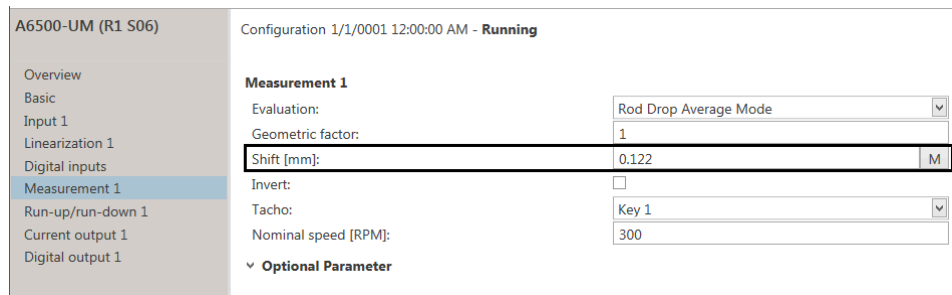 A6500-UM (R1 S06)
Configuration 1/1/0001 12:00:00 AM - Running
Overview
Basic
Input 1
Linearization 1
Digital inputs
Measurement 1
Run-up/run-down 1
Current output 1
Digital output 1
Measurement 1
Evaluation: Rod Drop Average Mode
Geometric factor: 1
Shift [mm]: 0.122 M
Invert:
Tacho: Key 1
Nominal speed [RPM]: 300
Optional Parameter